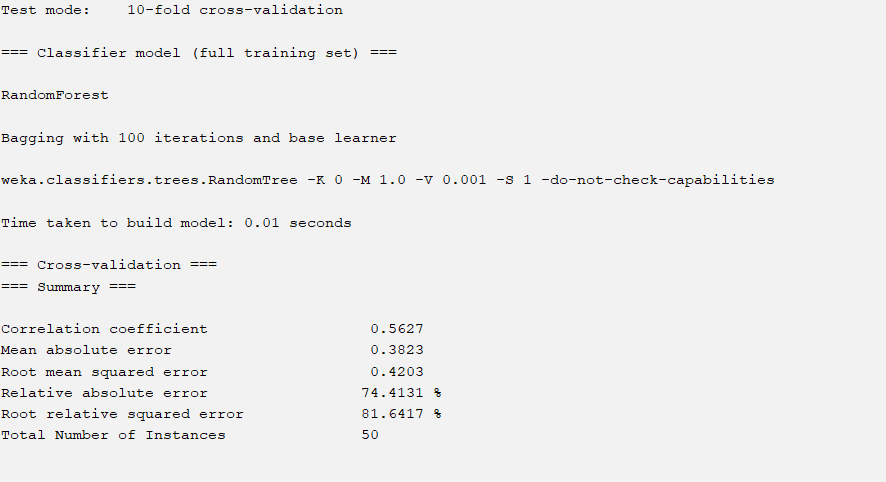 Test mode:    10-fold cross-validation
=== Classifier model (full training set) ===
RandomForest
Bagging with 100 iterations and base learner
weka.classifiers.trees.RandomTree -K 0 -M 1.0 -V 0.001 -S 1 -do-not-check-capabilities
Time taken to build model: 0.01 seconds
=== Cross-validation ===
=== Summary ===
Correlation coefficient                  0.5627
Mean absolute error                      0.3823
Root mean squared error                  0.4203
Relative absolute error                 74.4131 %
Root relative squared error             81.6417 %
Total Number of Instances               50